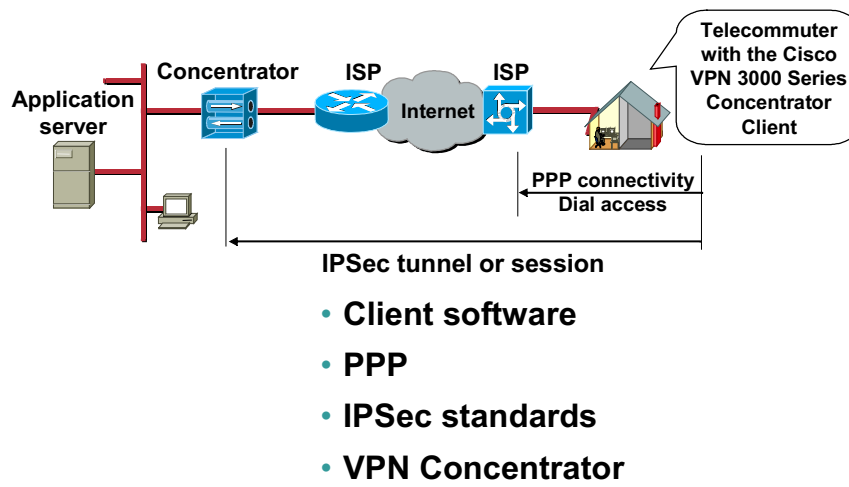 Telecommuter
with the Cisco
VPN 3000 Series
Concentrator
Client
Concentrator
ISP
ISP
Application
server
Internet
PPP connectivity
Dial access
IPSec tunnel or session
• Client software
• PPP
• IPSec standards
• VPN Concentrator